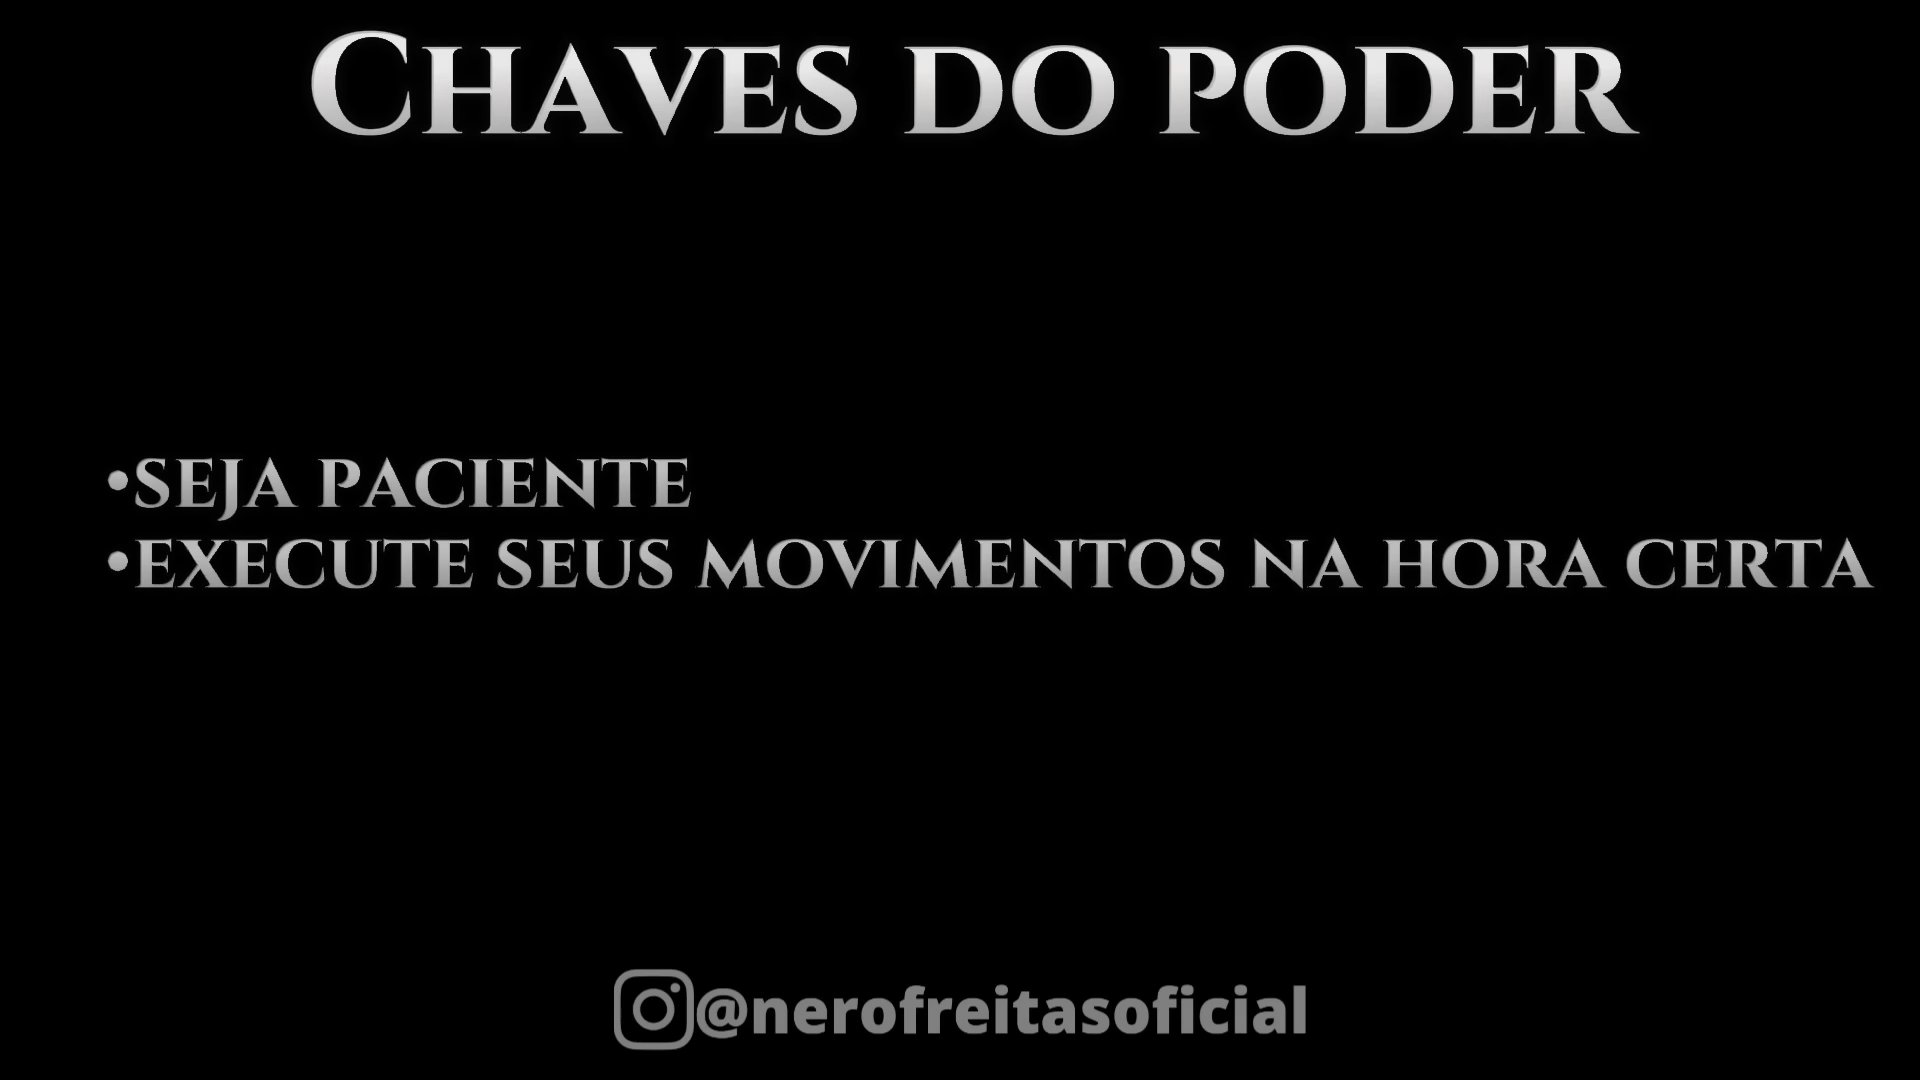 Chaves do poder
•seja paciente
•execute seus movimentos na hora certa
@nerofreitasoficial